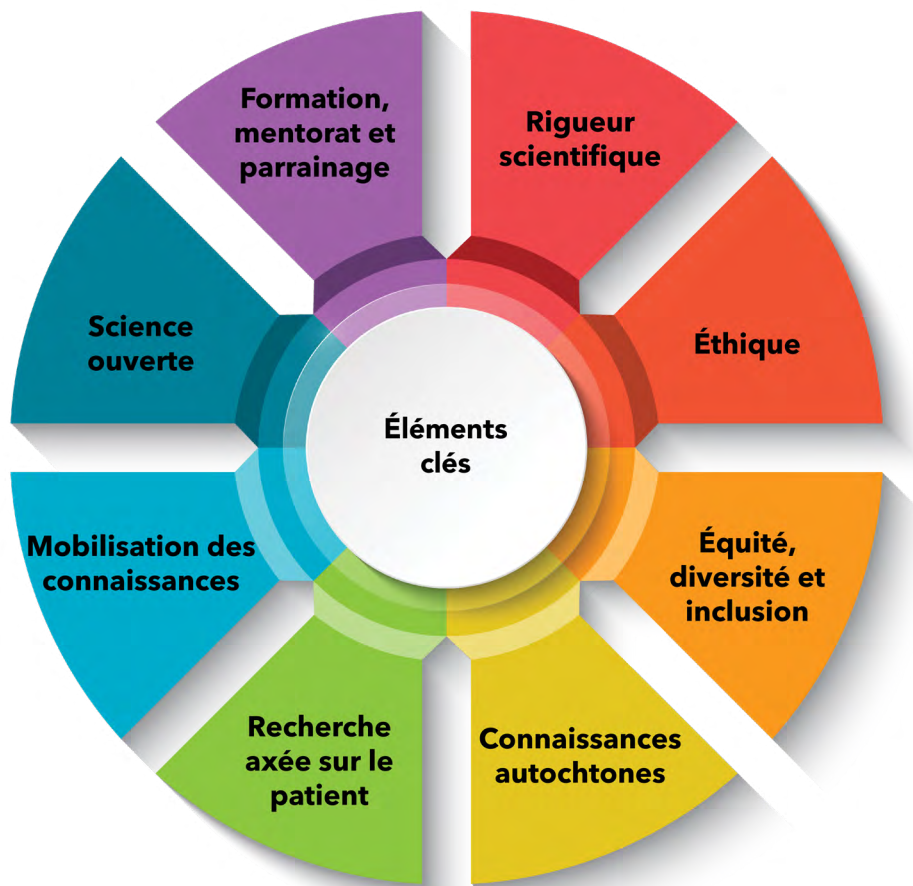 Formation,
mentorat et
parrainage
Rigueur
scientifique
Éthique
Équité,
diversité et
inclusion
Connaissances
autochtones
Recherche
axée sur le
patient
Mobilisation des
connaissances
Science
ouverte
Éléments
clés